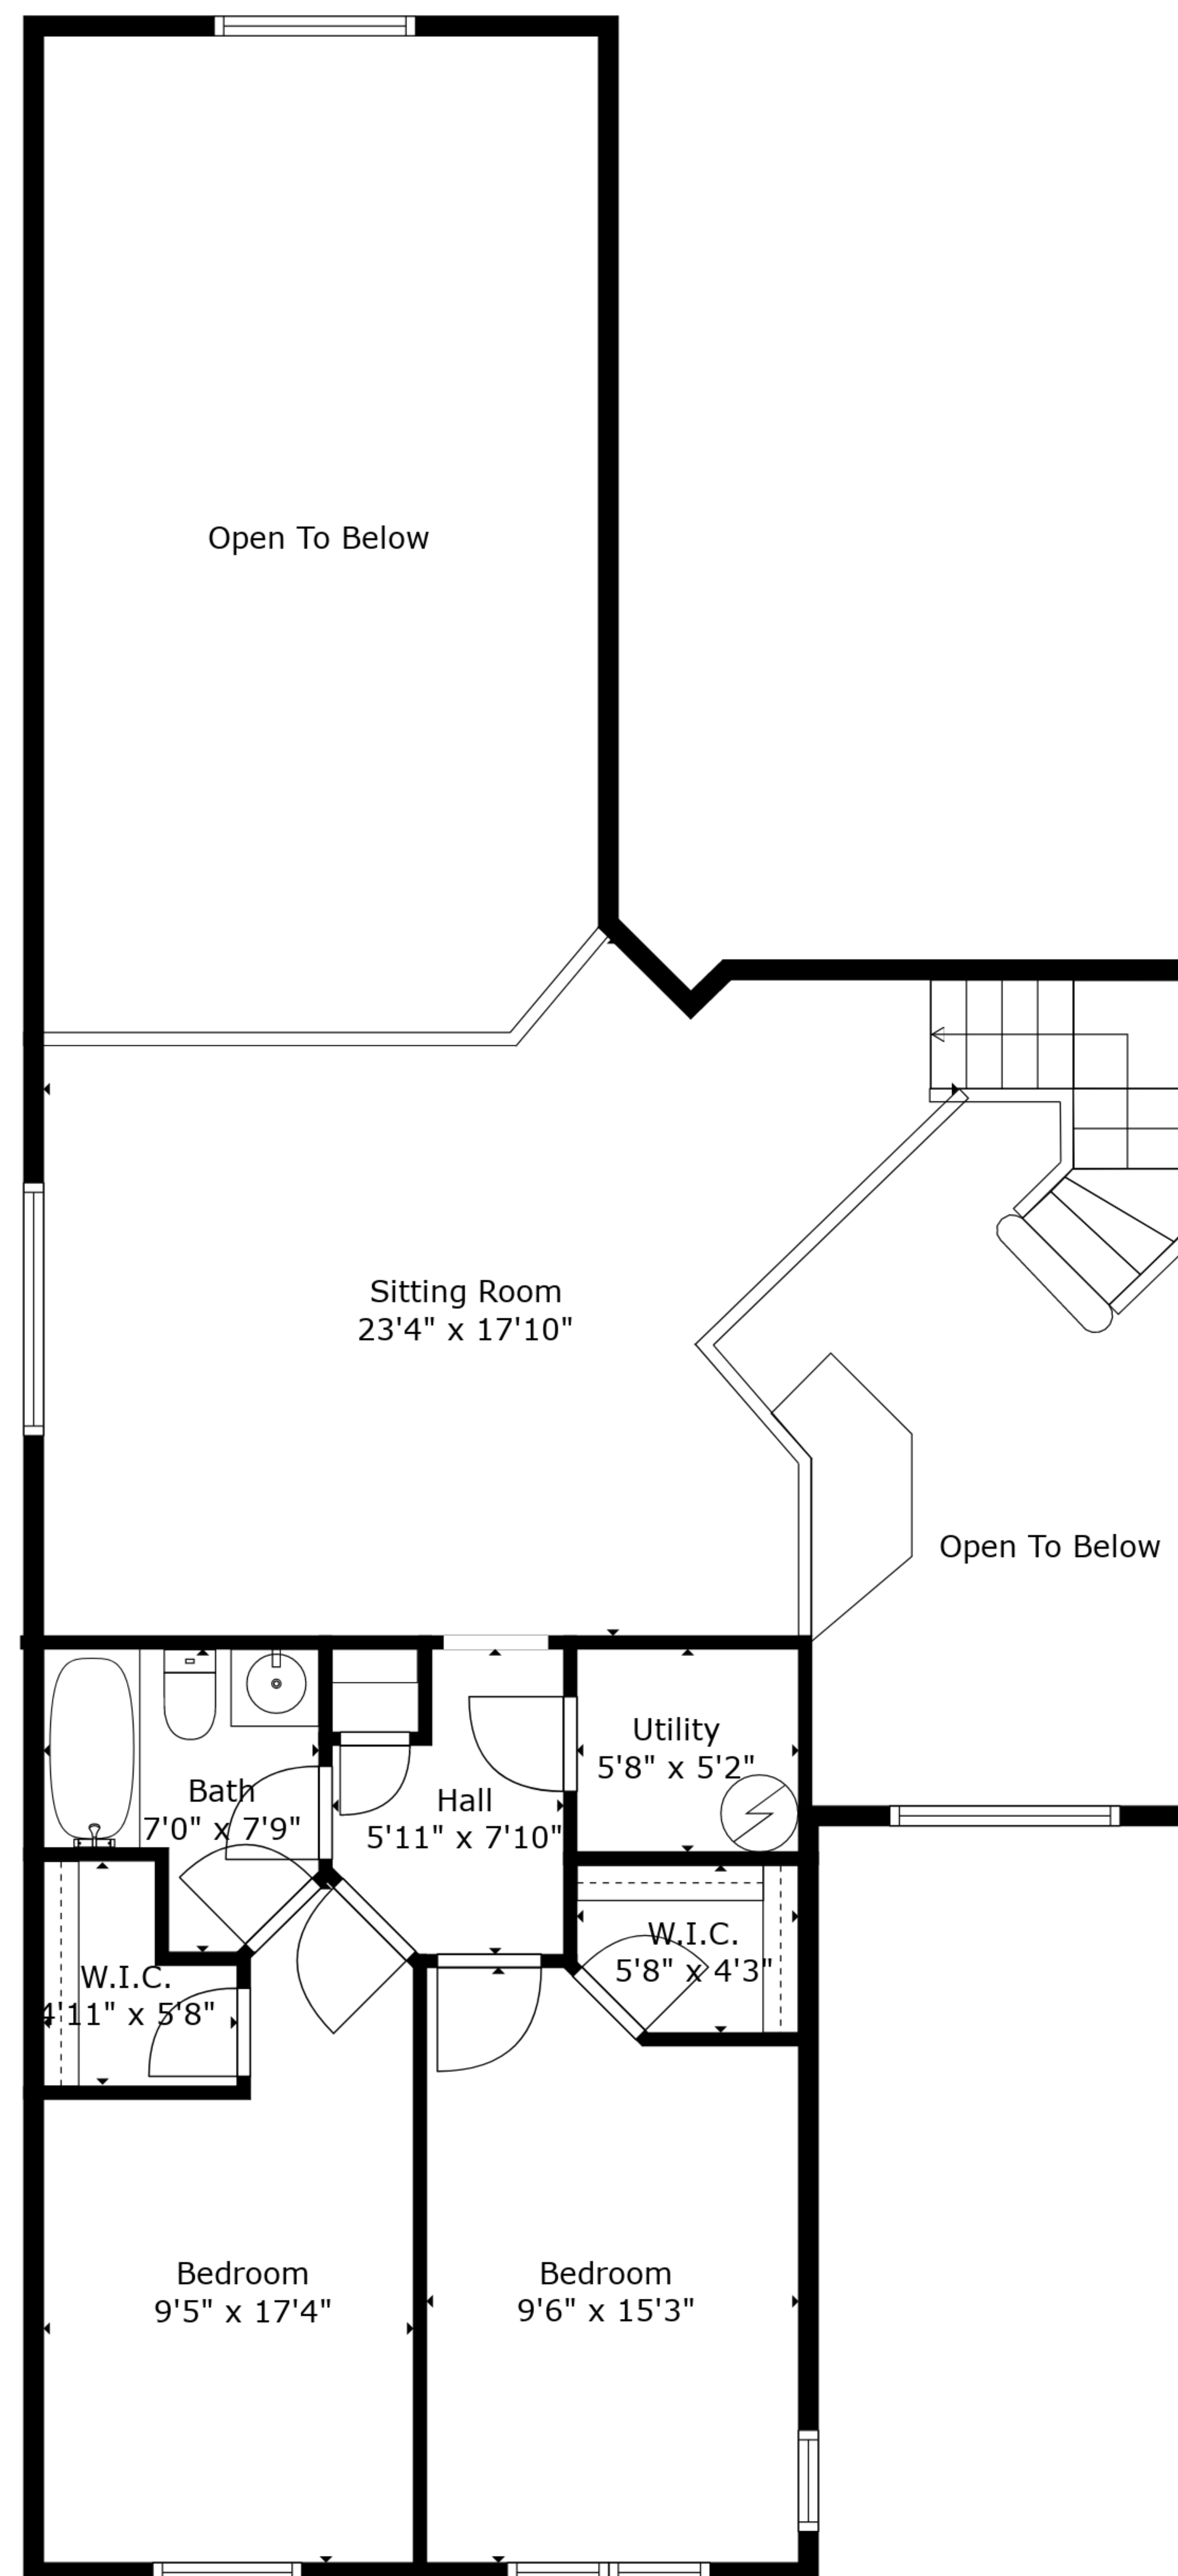 Open To Below
Sitting Room
23'4" x 17'10"
Open To Below
Utility
5'8" x 5'2"
Bath
7'0" x 7'9"
Hall
5'11" x 7'10"
W.I.C.
5'8" x 4'3"
W.I.C.
4'11" x 5'8"
Bedroom
9'5" x 17'4"
Bedroom
9'6" x 15'3"